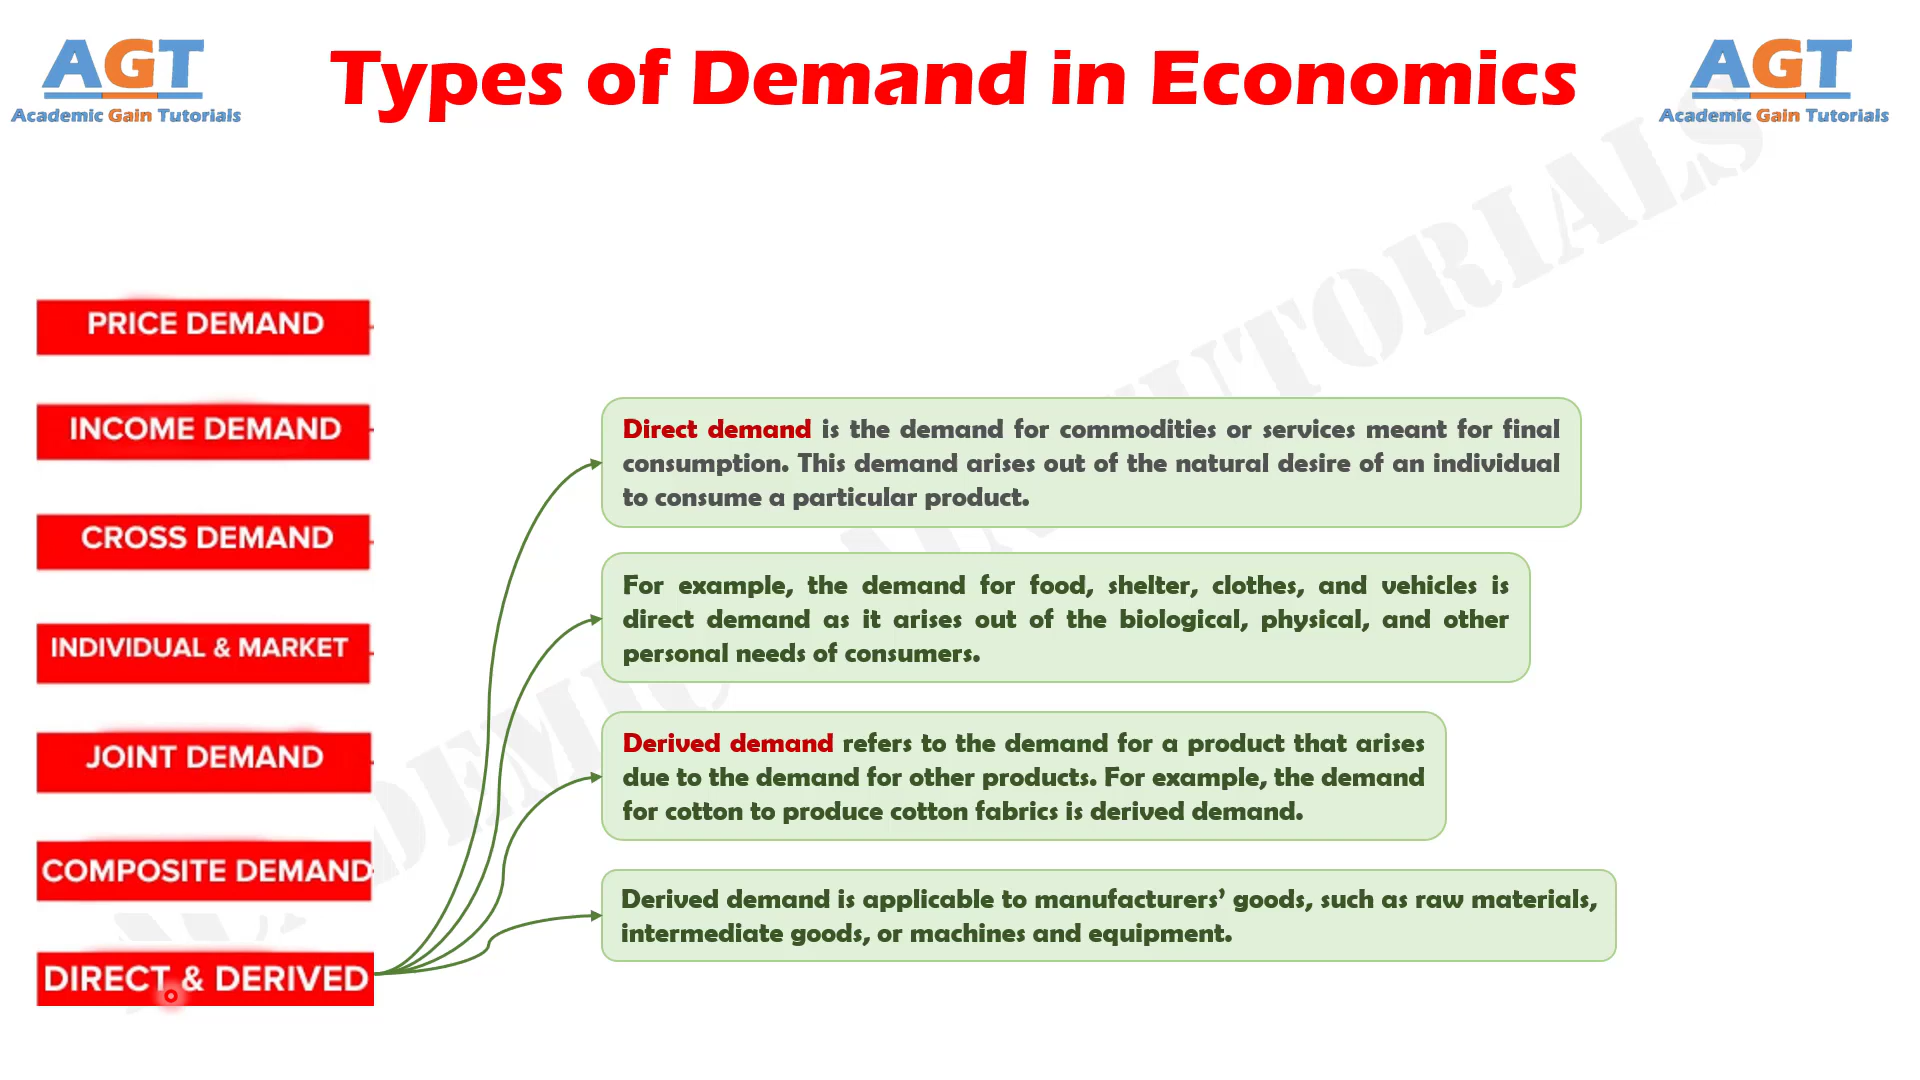 AGT
Academic Gain Tutorials
Types of Demand in Economics
AGT
Academic Gain Tutorials
PRICE DEMAND
INCOME DEMAND
CROSS DEMAND
INDIVIDUAL & MARKET
JOINT DEMAND
COMPOSITE DEMAND
DIRECT & DERIVED
Direct demand is the demand for commodities or services meant for final
consumption. This demand arises out of the natural desire of an individual
to consume a particular product.
For example, the demand for food, shelter, clothes, and vehicles is
direct demand as it arises out of the biological, physical, and other
personal needs of consumers.
Derived demand refers to the demand for a product that arises
due to the demand for other products. For example, the demand
for cotton to produce cotton fabrics is derived demand.
Derived demand is applicable to manufacturers’ goods, such as raw materials,
intermediate goods, or machines and equipment.